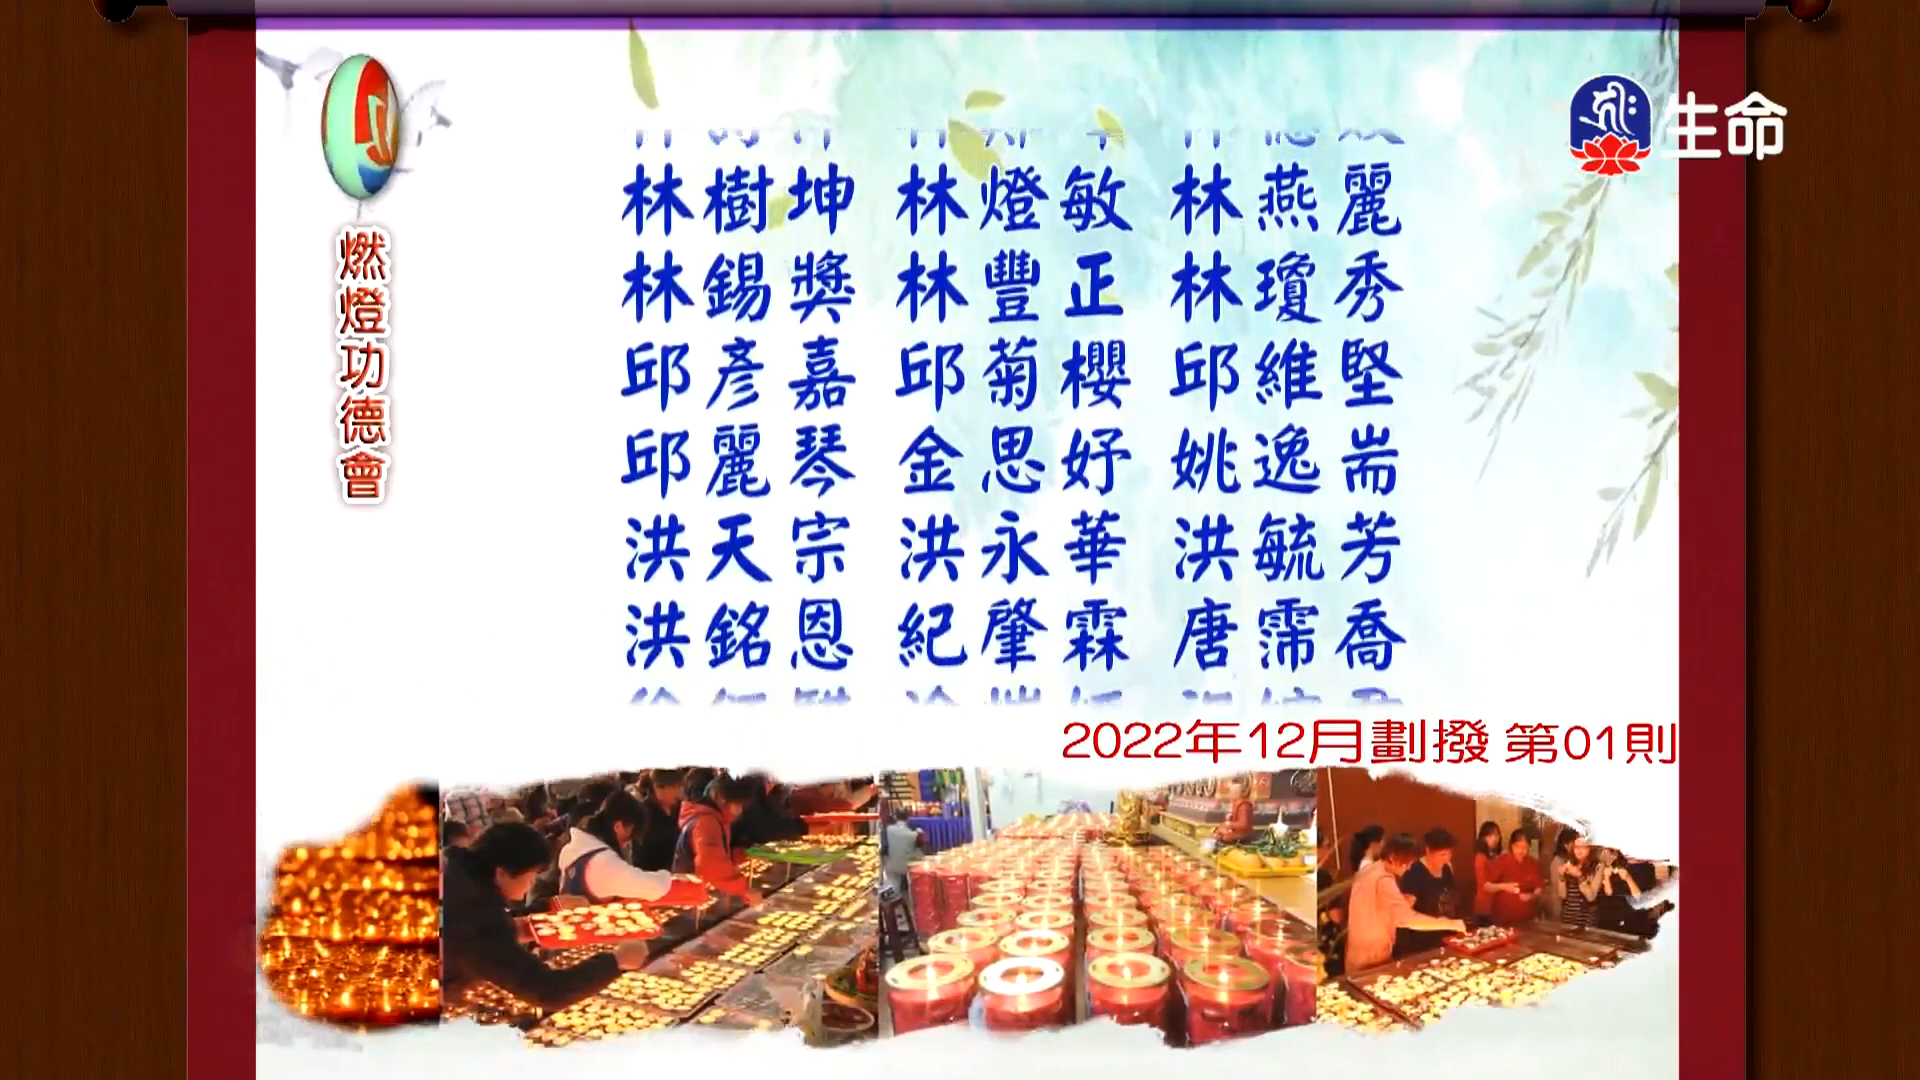 生命
燃燈功德會
林樹坤 林燈敏 林燕麗
林錫獎 林豐正 林瓊秀
邱彥嘉 邱菊櫻 邱維堅
邱麗琴 金思妤 姚逸耑
洪天宗 洪永華 洪毓芳
洪銘恩 紀肇霖 唐霈喬
2022年12月劃撥 第01則